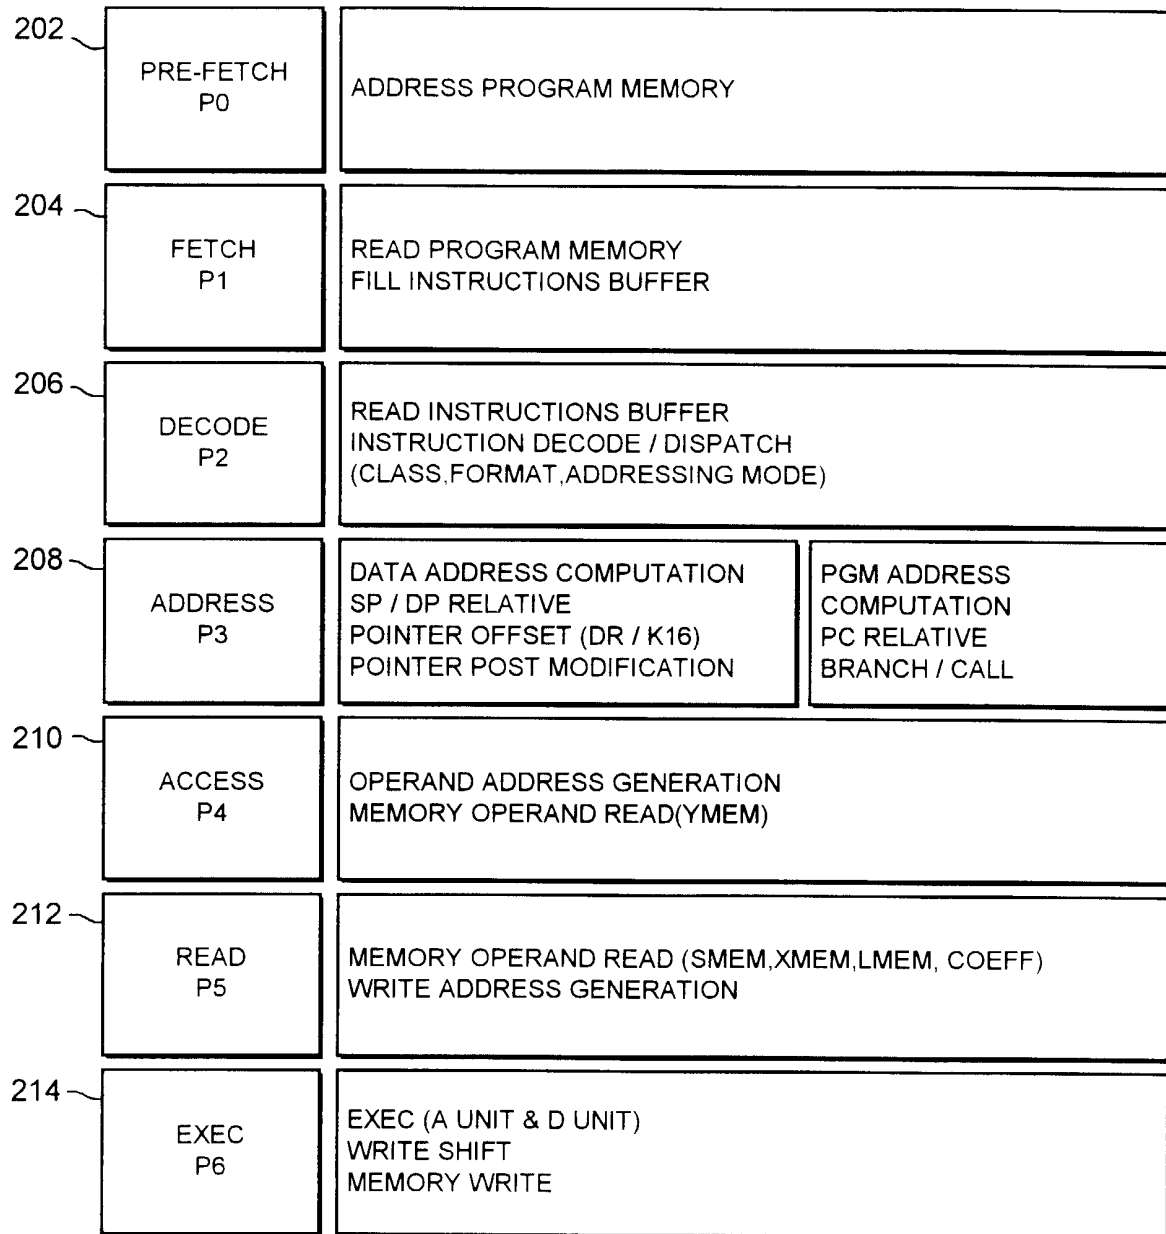 202
PRE-FETCH
P0
ADDRESS PROGRAM MEMORY
204
FETCH
P1
READ PROGRAM MEMORY
FILL INSTRUCTIONS BUFFER
206
DECODE
P2
READ INSTRUCTIONS BUFFER
INSTRUCTION DECODE / DISPATCH
(CLASS,FORMAT,ADDRESSING MODE)
208
ADDRESS
P3
DATA ADDRESS COMPUTATION
SP / DP RELATIVE
POINTER OFFSET (DR / K16)
POINTER POST MODIFICATION
PGM ADDRESS
COMPUTATION
PC RELATIVE
BRANCH / CALL
210
ACCESS
P4
OPERAND ADDRESS GENERATION
MEMORY OPERAND READ(YMEM)
212
READ
P5
MEMORY OPERAND READ (SMEM,XMEM,LMEM, COEFF)
WRITE ADDRESS GENERATION
214
EXEC
P6
EXEC (A UNIT & D UNIT)
WRITE SHIFT
MEMORY WRITE